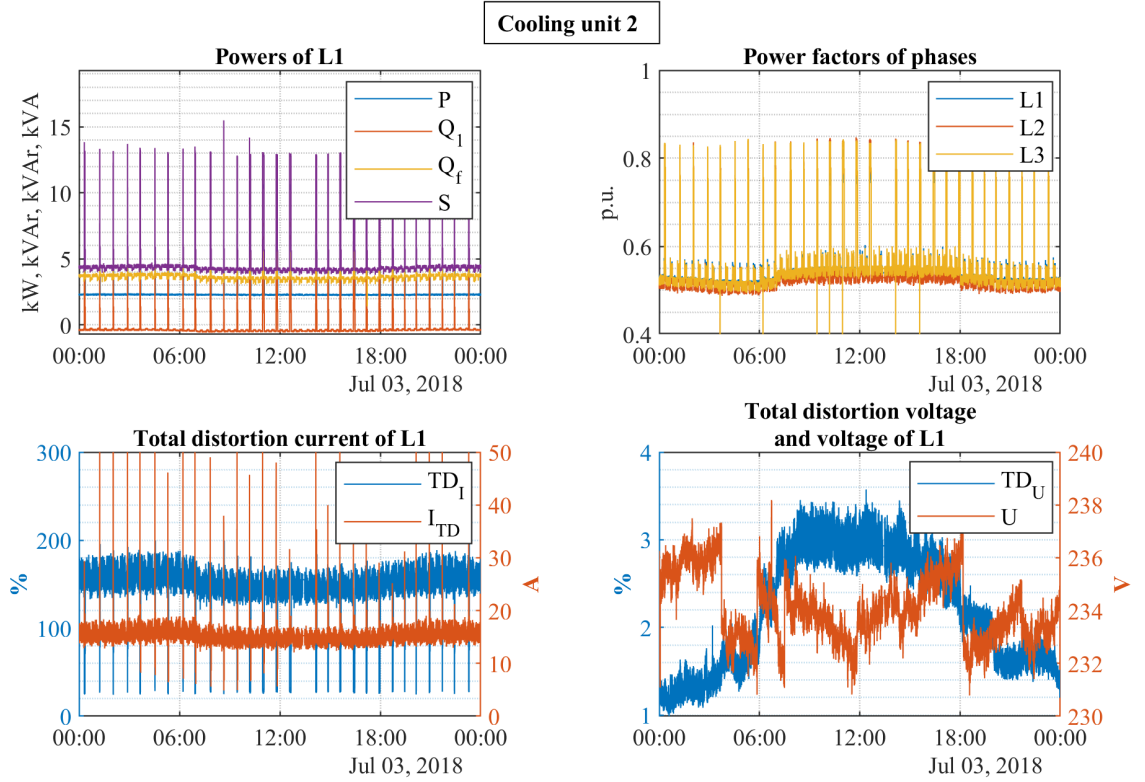 Cooling unit 2
Powers of L1
kW, kVAr, kVAr, kVA
15
10
5
0
P
Q1
Qf
S
00:00 06:00 12:00 18:00 00:00
Jul 03, 2018
Power factors of phases
p.u.
1
0.8
0.6
0.4
L1
L2
L3
00:00 06:00 12:00 18:00 00:00
Jul 03, 2018
Total distortion current of L1
%
300
200
100
0
TDI
ITD
50
40
30
20
10
0
A
00:00 06:00 12:00 18:00 00:00
Jul 03, 2018
Total distortion voltage
and voltage of L1
%
4
3
2
1
TDU
U
240
238
236
234
232
230
V
00:00 06:00 12:00 18:00 00:00
Jul 03, 2018